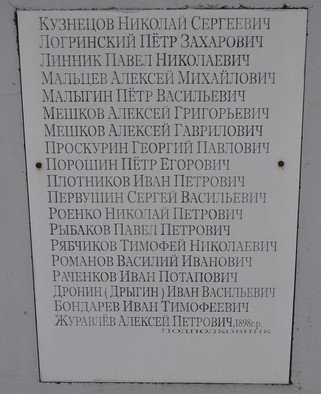 Кузнецов Николай Сергеевич
Логринский Пётр Захарович
Линник Павел Николаевич
Мальцев Алексей Михайлович
Малыгин Пётр Васильевич
Мешков Алексей Григорьевич
Мешков Алексей Гаврилович
Проскурин Георгий Павлович
Порошин Пётр Егорович
Плотников Иван Петрович
Первушин Сергей Васильевич
Роенко Николай Петрович
Рыбаков Павел Петрович
Рябчиков Тимофей Николаевич
Романов Василий Иванович
Раченков Иван Потапович
Дронин (Дрыгин) Иван Васильевич
Бондарев Иван Тимофеевич
Журавлёв Алексей Петрович, 1898г.р.
Подполковник